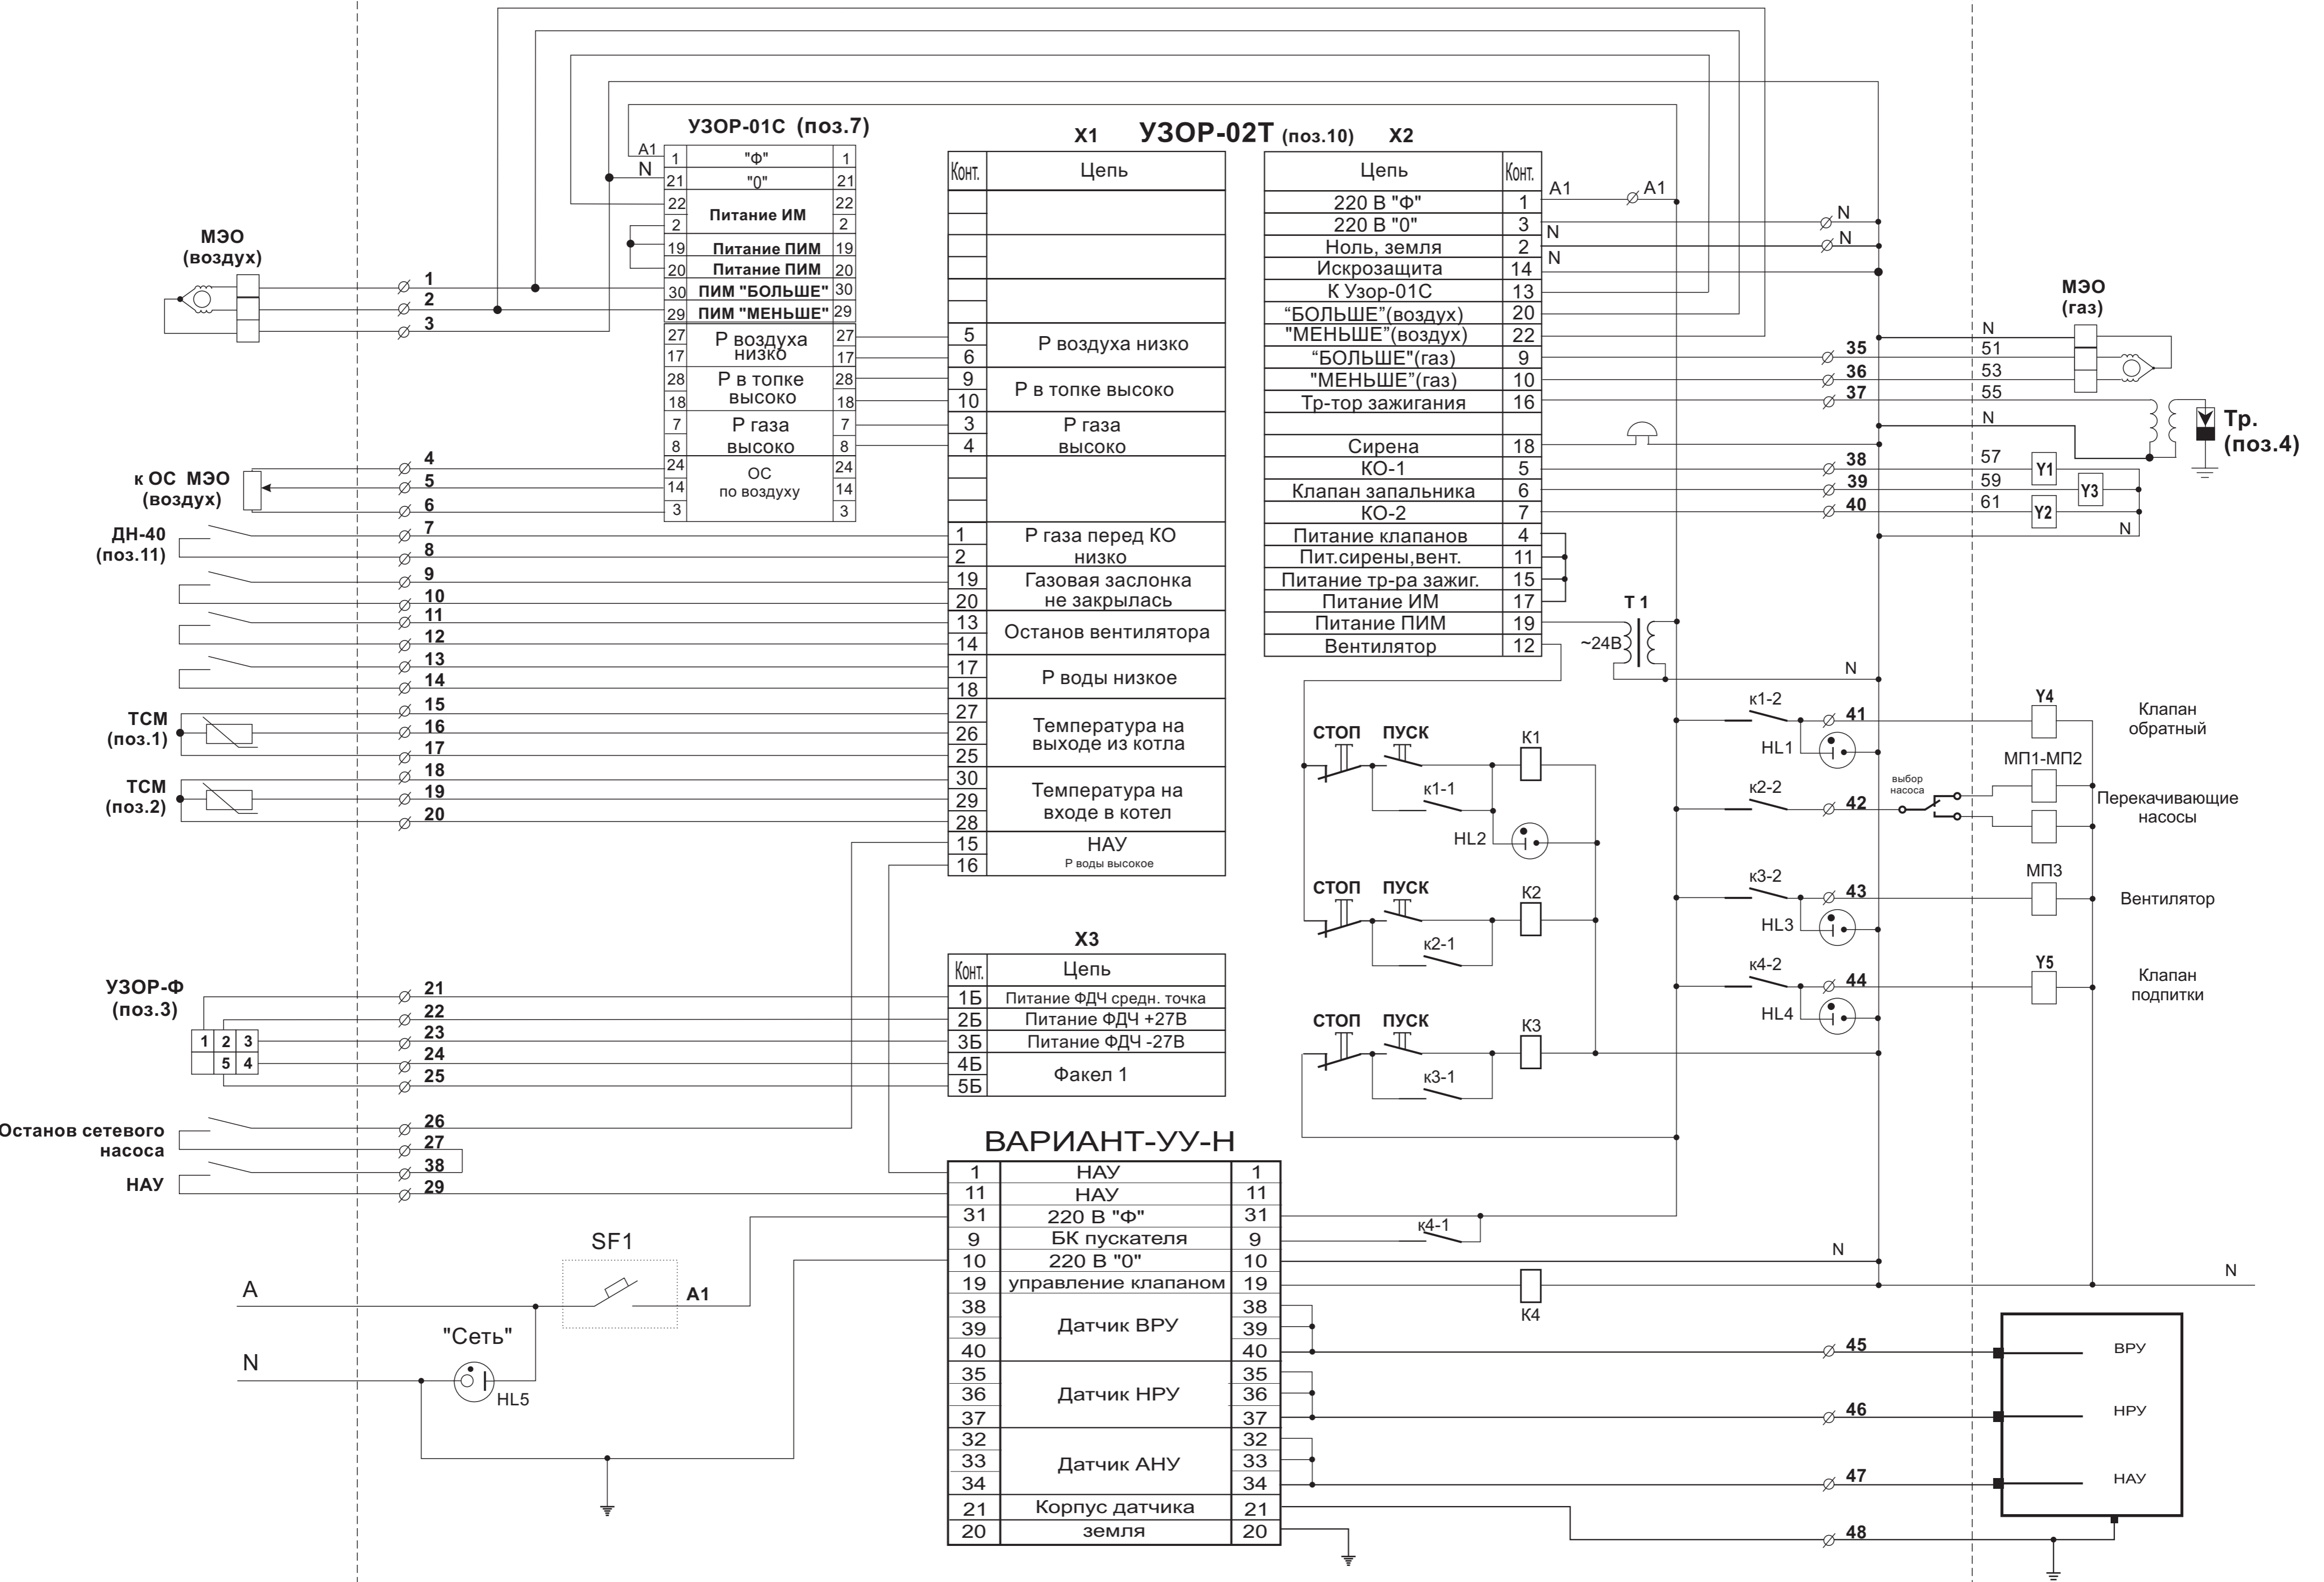 УЗОР-01С (поз.7)
A1 1 "Ф" 1
N 21 "0" 21
22 Питание ИМ 22
2 2
19 Питание ПИМ 19
20 Питание ПИМ 20
30 ПИМ "БОЛЬШЕ" 30
29 ПИМ "МЕНЬШЕ" 29
27 Р воздуха 27
17 низко 17
28 Р в топке 28
18 высоко 18
7 Р газа 7
8 высоко 8
24 ОС 24
14 по воздуху 14
3 3
X1 УЗОР-02Т (поз.10) X2
Конт. Цепь
5 Р воздуха низко
6
9 Р в топке высоко
10
3 Р газа
4 высоко
1 Р газа перед КО
2 низко
19 Газовая заслонка
20 не закрылась
13 Останов вентилятора
14
17 Р воды низкое
18
27 Температура на
26 выходе из котла
25
30 Температура на
29 входе в котел
28
15 НАУ
16 Р воды высокое
Цепь Конт.
220 В "Ф" 1 A1 A1
220 В "0" 3 N N
Ноль, земля 2 N N
Искрозащита 14
К Узор-01С 13
“БОЛЬШЕ”(воздух) 20
"МЕНЬШЕ”(воздух) 22
“БОЛЬШЕ"(газ) 9
"МЕНЬШЕ”(газ) 10
Тр-тор зажигания 16
Сирена 18
КО-1 5
Клапан запальника 6
КО-2 7
Питание клапанов 4
Пит.сирены,вент. 11
Питание тр-ра зажиг. 15
Питание ИМ 17
Питание ПИМ 19
Вентилятор 12
МЭО
(воздух)
1
2
3
к ОС МЭО
(воздух)
4
5
6
ДН-40
(поз.11)
7
8
9
10
11
12
13
14
ТСМ
(поз.1)
15
16
17
ТСМ
(поз.2)
18
19
20
X3
Конт. Цепь
1Б Питание ФДЧ средн. точка
2Б Питание ФДЧ +27В
3Б Питание ФДЧ -27В
4Б Факел 1
5Б
УЗОР-Ф
(поз.3)
1 2 3
5 4
21
22
23
24
25
Останов сетевого
насоса
НАУ
26
27
38
29
SF1
A
A1
"Сеть"
N
HL5
ВАРИАНТ-УУ-Н
1 НАУ 1
11 НАУ 11
31 220 В "Ф" 31
9 БК пускателя 9
10 220 В "0" 10
19 управление клапаном 19
38 38
39 Датчик ВРУ 39
40 40
35 35
36 Датчик НРУ 36
37 37
32 32
33 Датчик АНУ 33
34 34
21 Корпус датчика 21
20 земля 20
МЭО
(газ)
N
35 51
36 53
37 55
N
Тр.
(поз.4)
38 57 Y1
39 59 Y3
40 61 Y2
N
Т 1
~24В
N
СТОП ПУСК К1
к1-1
HL2
СТОП ПУСК К2
к2-1
СТОП ПУСК К3
к3-1
к1-2 41 Y4
HL1
Клапан
обратный
к2-2 42
выбор
насоса
МП1-МП2
Перекачивающие
насосы
к3-2 43 МП3
HL3
Вентилятор
к4-2 44 Y5
HL4
Клапан
подпитки
к4-1
N
N
К4
45 ВРУ
46 НРУ
47 НАУ
48